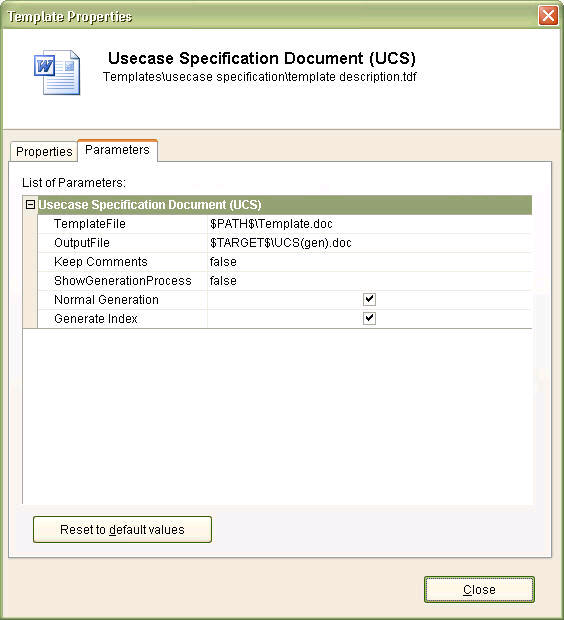 Template Properties
Usecase Specification Document (UCS)
Templates\usecase specification\template description.tdf
Properties Parameters
List of Parameters:
Usecase Specification Document (UCS)
TemplateFile $PATH$\Template.doc
OutputFile $TARGET$\UCS(gen).doc
Keep Comments false
ShowGenerationProcess false
Normal Generation
Generate Index
Reset to default values
Close